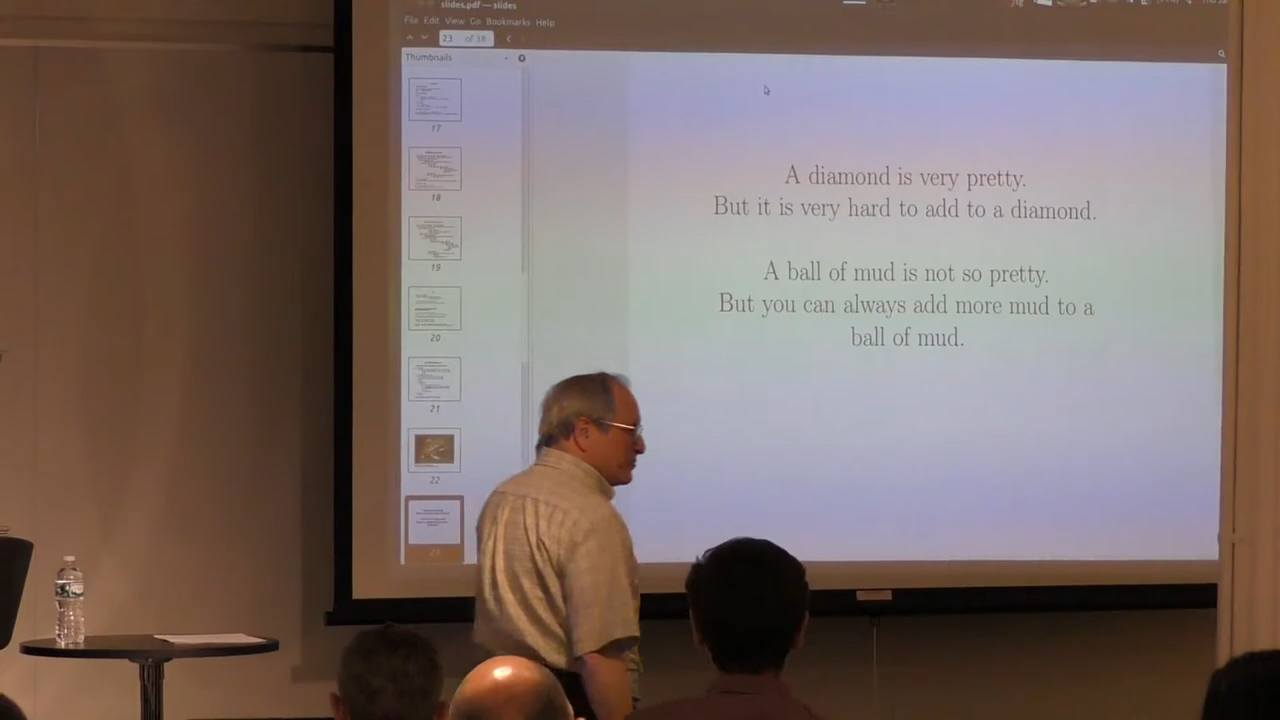 slides.pdf — slides
File Edit View Go Bookmarks Help
23 of 38
Thumbnails
17
18
19
20
21
22
23
A diamond is very pretty.
But it is very hard to add to a diamond.
A ball of mud is not so pretty.
But you can always add more mud to a
ball of mud.